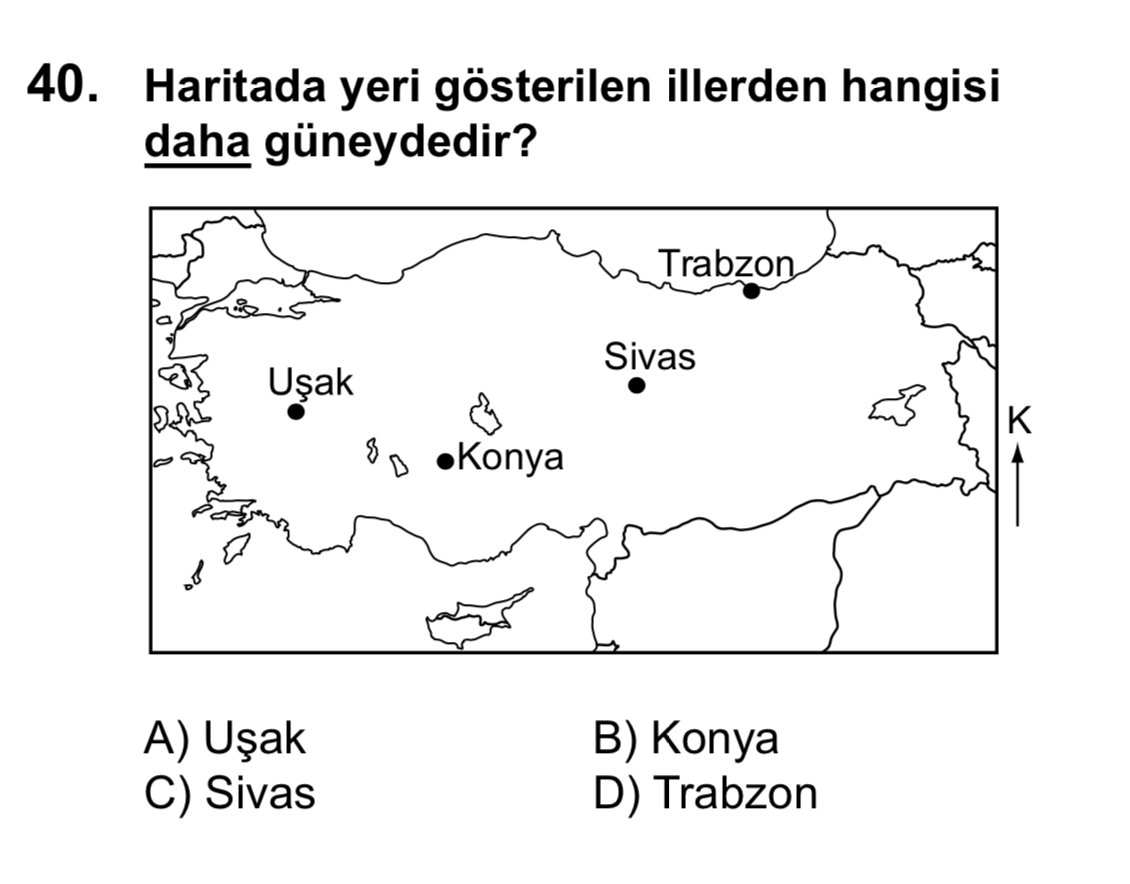 40. Haritada yeri gösterilen illerden hangisi
daha güneydedir?
Trabzon
Sivas
Uşak
K
Konya
A) Uşak
B) Konya
C) Sivas
D) Trabzon